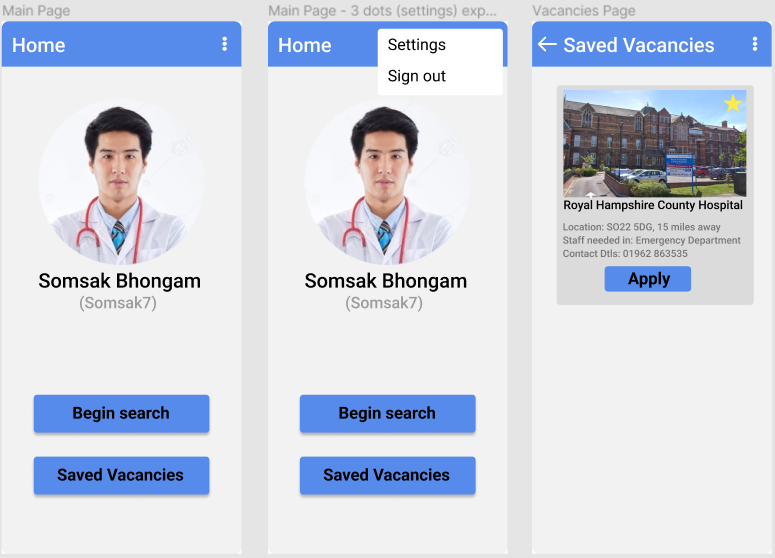 Main Page
Home
Somsak Bhongam
(Somsak7)
Begin search
Saved Vacancies
Main Page - 3 dots (settings) exp...
Home
Settings
Sign out
Somsak Bhongam
(Somsak7)
Begin search
Saved Vacancies
Vacancies Page
Saved Vacancies
Royal Hampshire County Hospital
Location: SO22 5DG, 15 miles away
Staff needed in: Emergency Department
Contact Dtls: 01962 863535
Apply